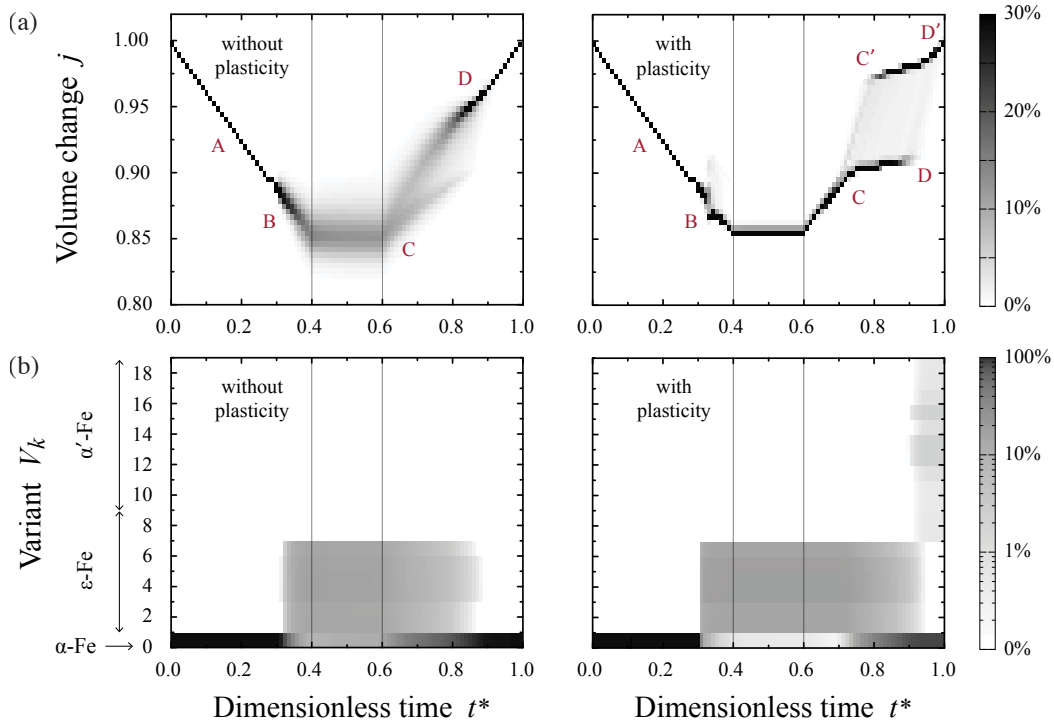 (a)
Volume change j
1.00
0.95
0.90
0.85
0.80
without
plasticity
A
B
C
D
0.0 0.2 0.4 0.6 0.8 1.0
with
plasticity
A
B
C′
D′
C
D
0.0 0.2 0.4 0.6 0.8 1.0
30%
20%
10%
0%
(b)
Variant Vk
α′-Fe
ε-Fe
α-Fe
18
16
14
12
10
8
6
4
2
0
without
plasticity
0.0 0.2 0.4 0.6 0.8 1.0
Dimensionless time t*
with
plasticity
0.0 0.2 0.4 0.6 0.8 1.0
Dimensionless time t*
100%
10%
1%
0%